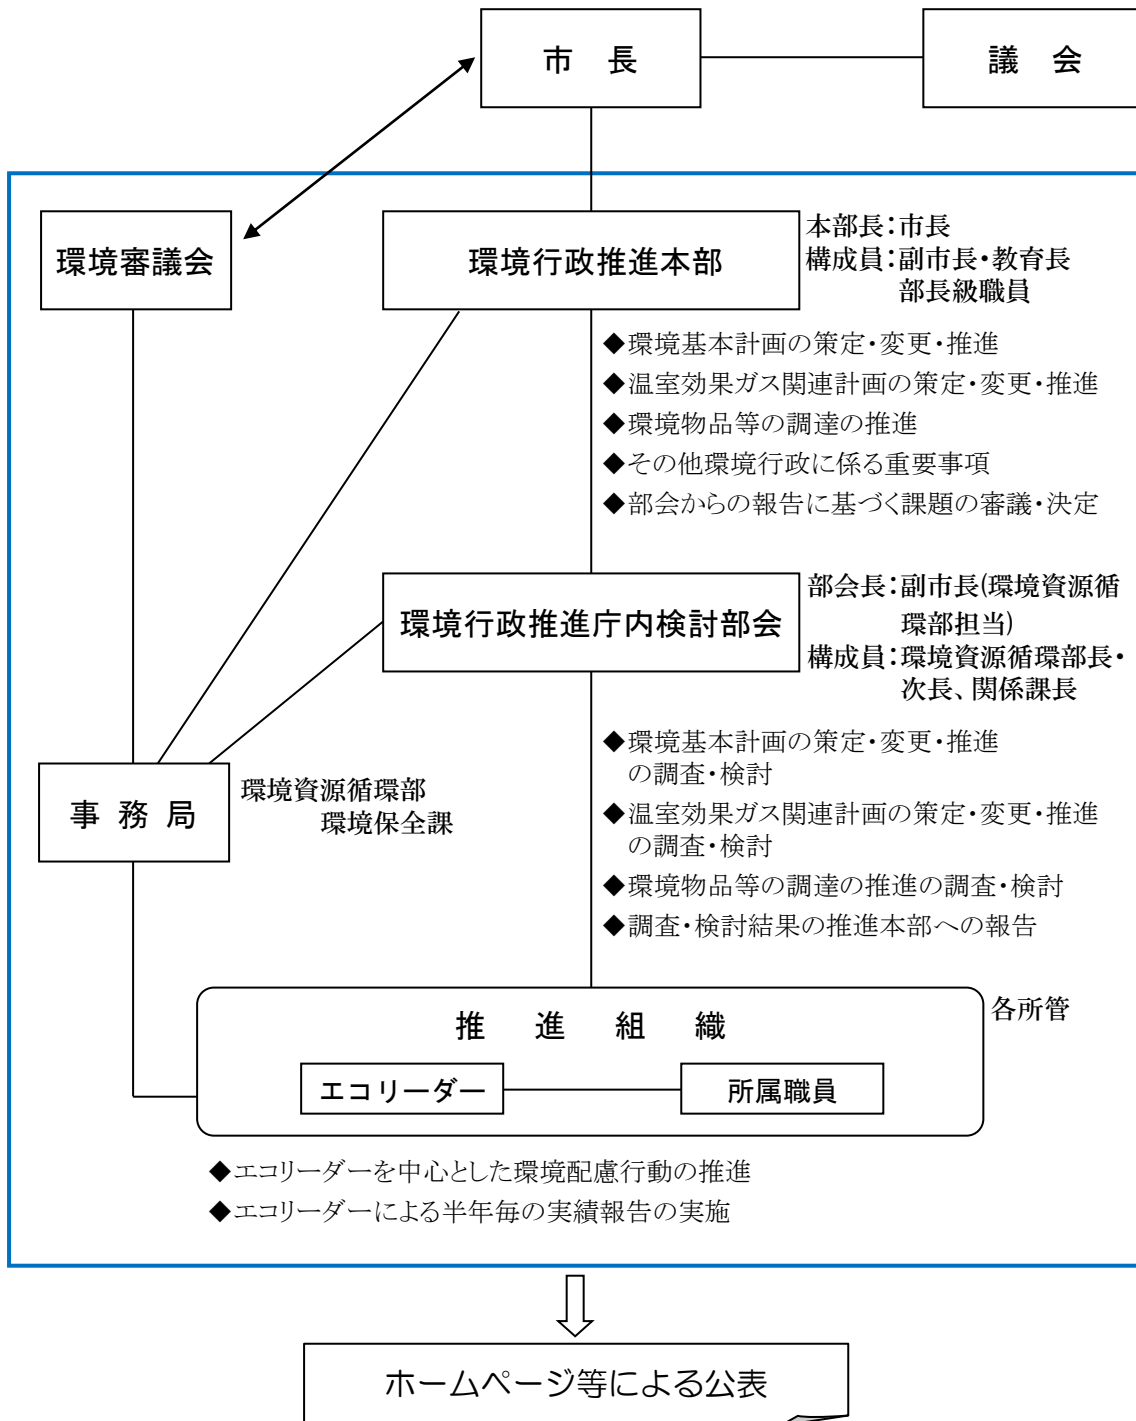 市　長
議　会
環境審議会
環境行政推進本部
本部長：市長
構成員：副市長・教育長
部長級職員
◆環境基本計画の策定・変更・推進
◆温室効果ガス関連計画の策定・変更・推進
◆環境物品等の調達の推進
◆その他環境行政に係る重要事項
◆部会からの報告に基づく課題の審議・決定
環境行政推進庁内検討部会
部会長：副市長(環境資源循
環部担当)
構成員：環境資源循環部長・
次長、関係課長
◆環境基本計画の策定・変更・推進
の調査・検討
◆温室効果ガス関連計画の策定・変更・推進
の調査・検討
◆環境物品等の調達の推進の調査・検討
◆調査・検討結果の推進本部への報告
事 務 局
環境資源循環部
環境保全課
推　進　組　織
各所管
エコリーダー
所属職員
◆エコリーダーを中心とした環境配慮行動の推進
◆エコリーダーによる半年毎の実績報告の実施
ホームページ等による公表